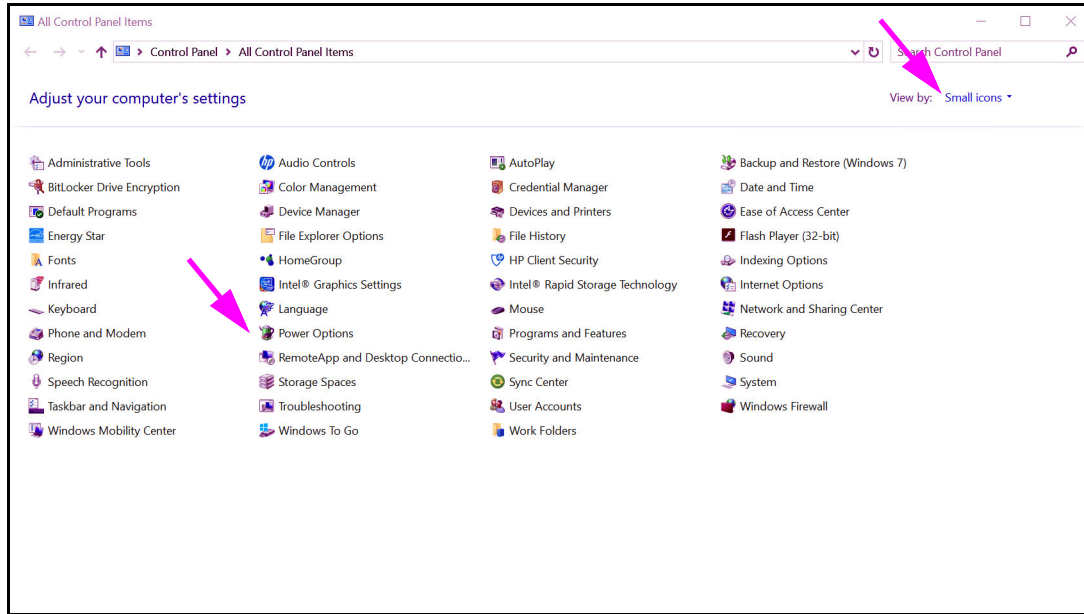 All Control Panel Items
Control Panel > All Control Panel Items
Search Control Panel
Adjust your computer's settings
View by: Small icons
Administrative Tools Audio Controls AutoPlay Backup and Restore (Windows 7)
BitLocker Drive Encryption Color Management Credential Manager Date and Time
Default Programs Device Manager Devices and Printers Ease of Access Center
Energy Star File Explorer Options File History Flash Player (32-bit)
Fonts HomeGroup HP Client Security Indexing Options
Infrared Intel® Graphics Settings Intel® Rapid Storage Technology Internet Options
Keyboard Language Mouse Network and Sharing Center
Phone and Modem Power Options Programs and Features Recovery
Region RemoteApp and Desktop Connectio... Security and Maintenance Sound
Speech Recognition Storage Spaces Sync Center System
Taskbar and Navigation Troubleshooting User Accounts Windows Firewall
Windows Mobility Center Windows To Go Work Folders